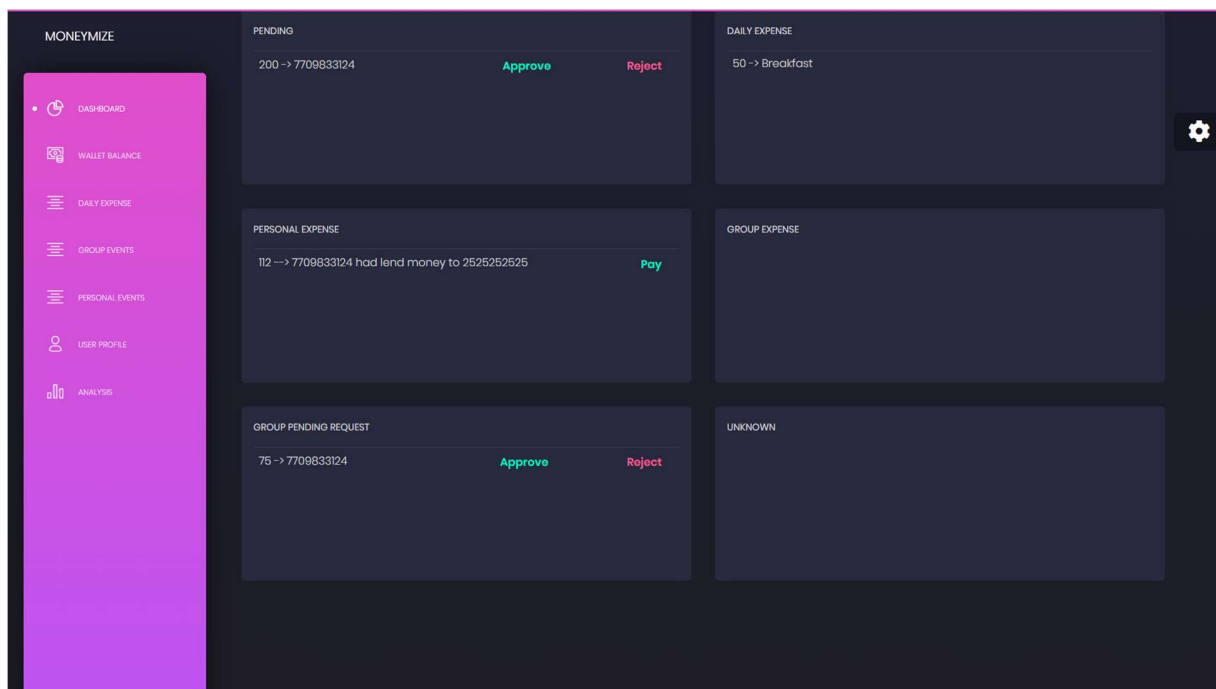 MONEYMIZE
DASHBOARD
WALLET BALANCE
DAILY EXPENSE
GROUP EVENTS
PERSONAL EVENTS
USER PROFILE
ANALYSIS
PENDING
200 -> 7709833124 Approve Reject
DAILY EXPENSE
50 -> Breakfast
PERSONAL EXPENSE
112 --> 7709833124 had lend money to 2525252525 Pay
GROUP EXPENSE
GROUP PENDING REQUEST
75 -> 7709833124 Approve Reject
UNKNOWN